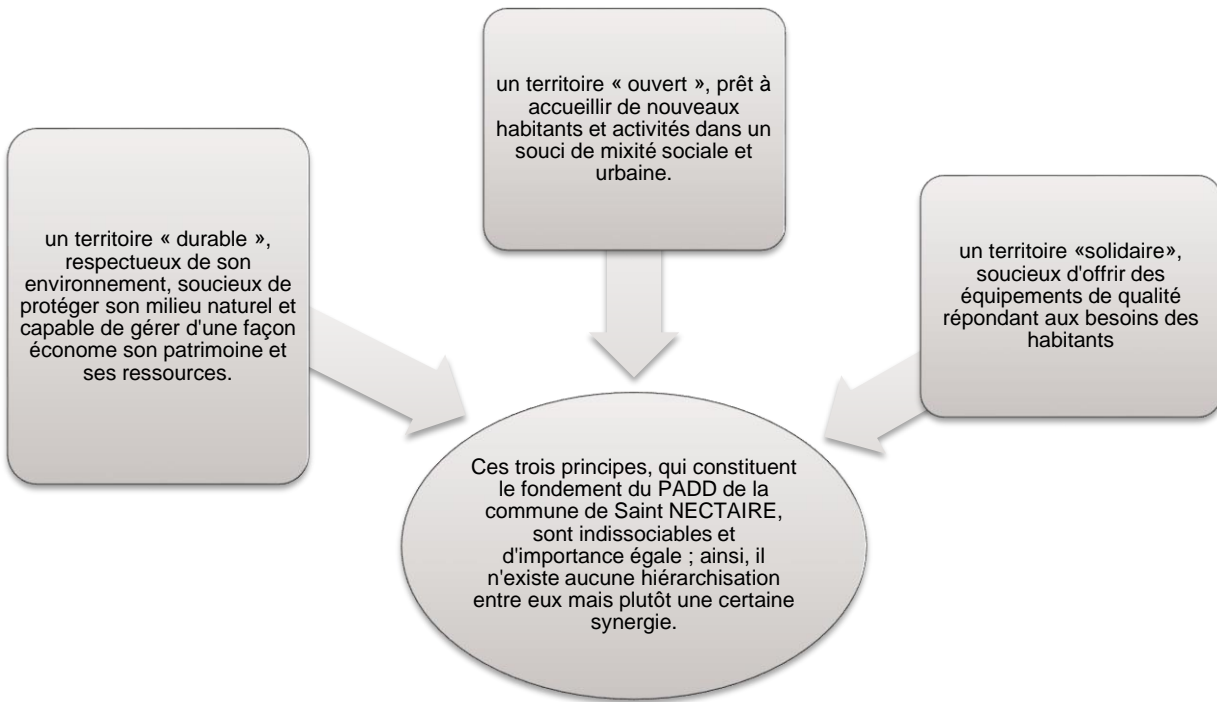 un territoire « durable »,
respectueux de son
environnement, soucieux de
protéger son milieu naturel et
capable de gérer d'une façon
économe son patrimoine et
ses ressources.
un territoire « ouvert », prêt à
accueillir de nouveaux
habitants et activités dans un
souci de mixité sociale et
urbaine.
un territoire «solidaire»,
soucieux d'offrir des
équipements de qualité
répondant aux besoins des
habitants
Ces trois principes, qui constituent
le fondement du PADD de la
commune de Saint NECTAIRE,
sont indissociables et
d'importance égale ; ainsi, il
n'existe aucune hiérarchisation
entre eux mais plutôt une certaine
synergie.